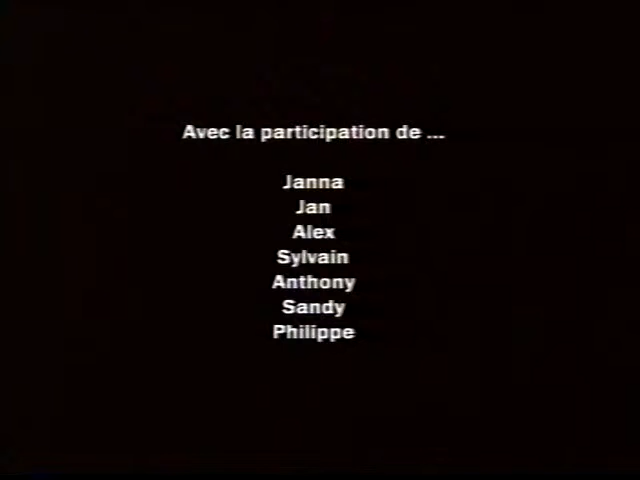 Avec la participation de ...
Janna
Jan
Alex
Sylvain
Anthony
Sandy
Philippe